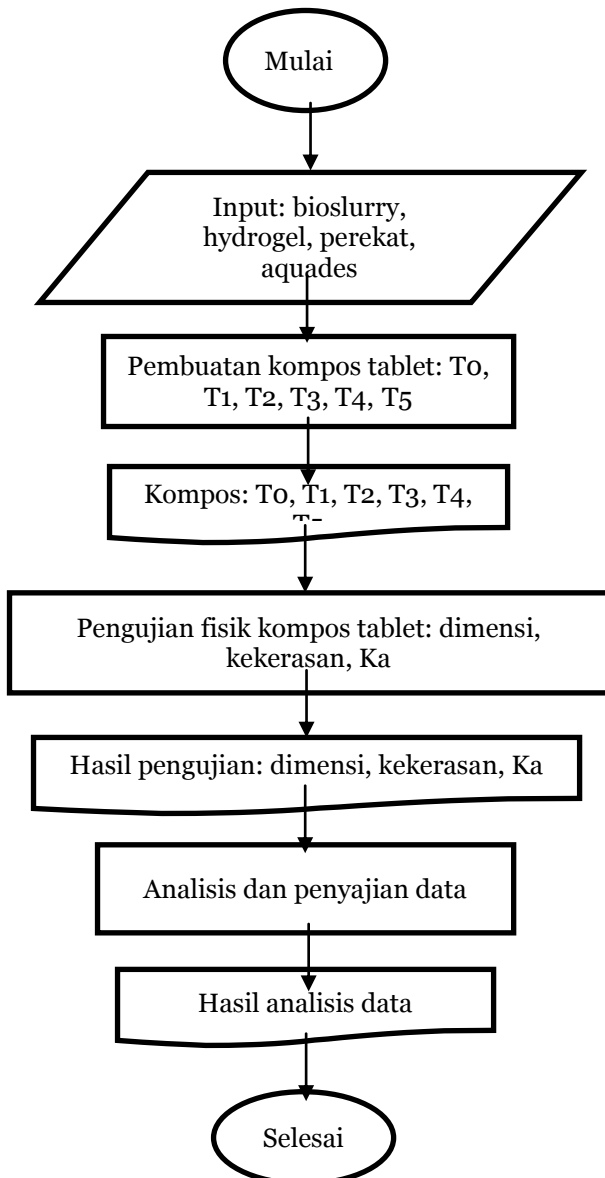 Mulai
Input: bioslurry,
hydrogel, perekat,
aquades
Pembuatan kompos tablet: T0,
T1, T2, T3, T4, T5
Kompos: T0, T1, T2, T3, T4,
Pengujian fisik kompos tablet: dimensi,
kekerasan, Ka
Hasil pengujian: dimensi, kekerasan, Ka
Analisis dan penyajian data
Hasil analisis data
Selesai